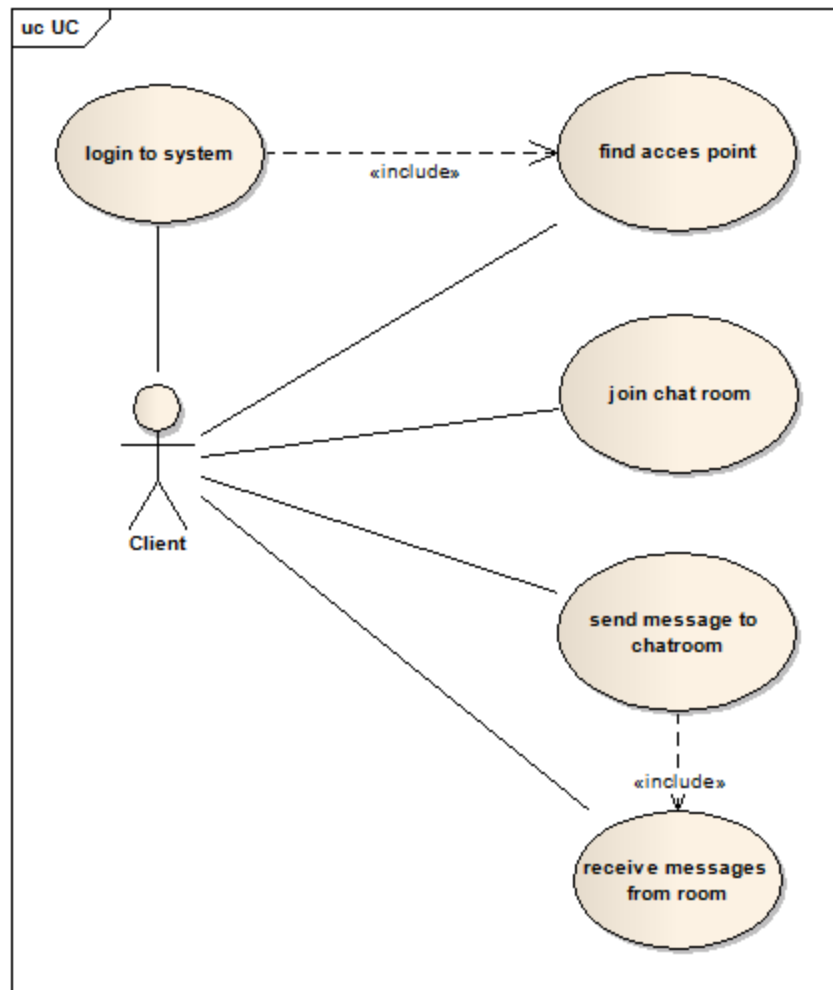 uc UC
login to system
find acces point
«include»
join chat room
Client
send message to
chatroom
«include»
receive messages
from room